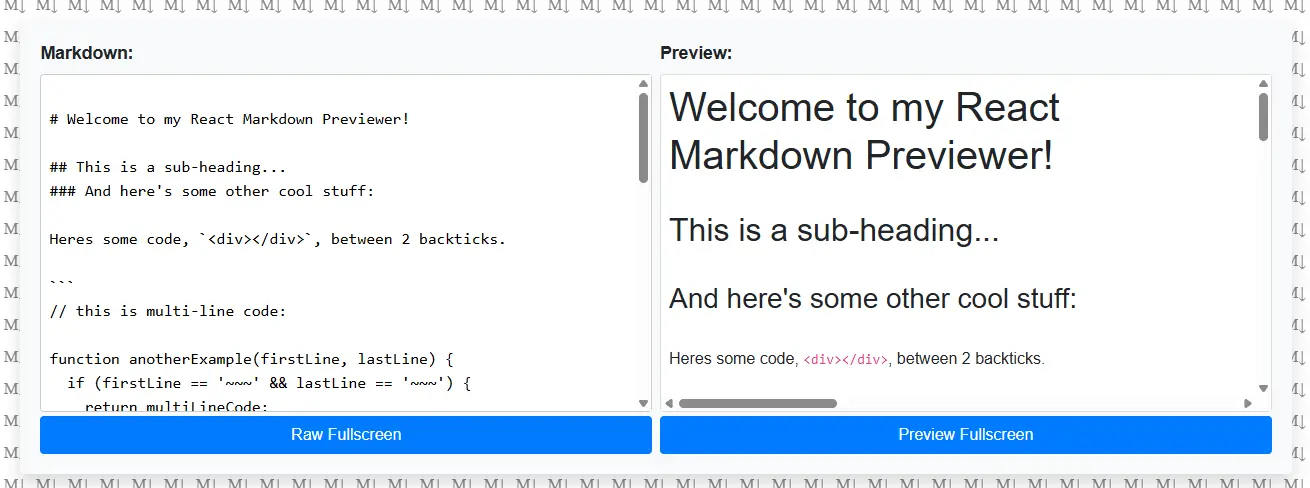 Markdown:
# Welcome to my React Markdown Previewer!
## This is a sub-heading...
### And here's some other cool stuff:
Heres some code, `<div></div>`, between 2 backticks.
```
// this is multi-line code:
function anotherExample(firstLine, lastLine) {
if (firstLine == '~~~' && lastLine == '~~~') {
return multiLineCode;
Raw Fullscreen
Preview:
Welcome to my React
Markdown Previewer!
This is a sub-heading...
And here's some other cool stuff:
Heres some code, <div></div>, between 2 backticks.
Preview Fullscreen